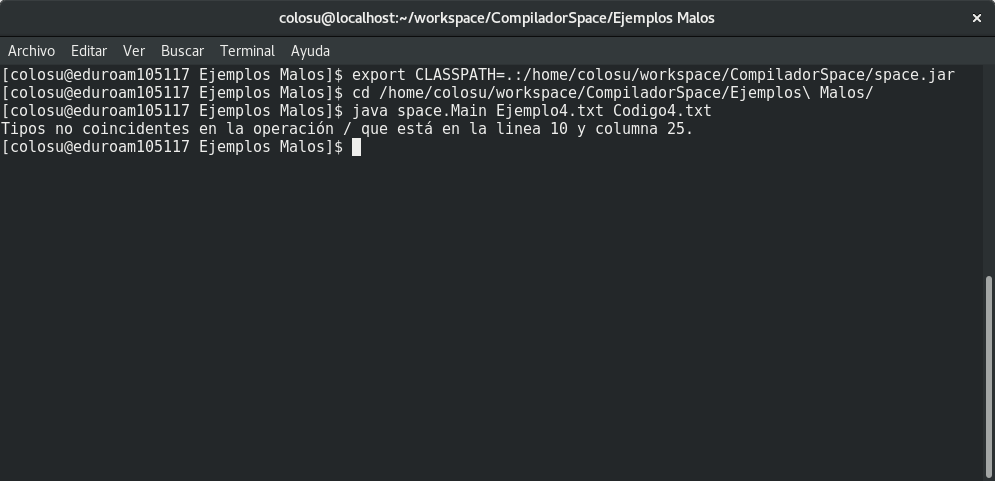 colosu@localhost:~/workspace/CompiladorSpace/Ejemplos Malos ×
Archivo Editar Ver Buscar Terminal Ayuda
[colosu@eduroam105117 Ejemplos Malos]$ export CLASSPATH=.:/home/colosu/workspace/CompiladorSpace/space.jar
[colosu@eduroam105117 Ejemplos Malos]$ cd /home/colosu/workspace/CompiladorSpace/Ejemplos\ Malos/
[colosu@eduroam105117 Ejemplos Malos]$ java space.Main Ejemplo4.txt Codigo4.txt
Tipos no coincidentes en la operación / que está en la linea 10 y columna 25.
[colosu@eduroam105117 Ejemplos Malos]$